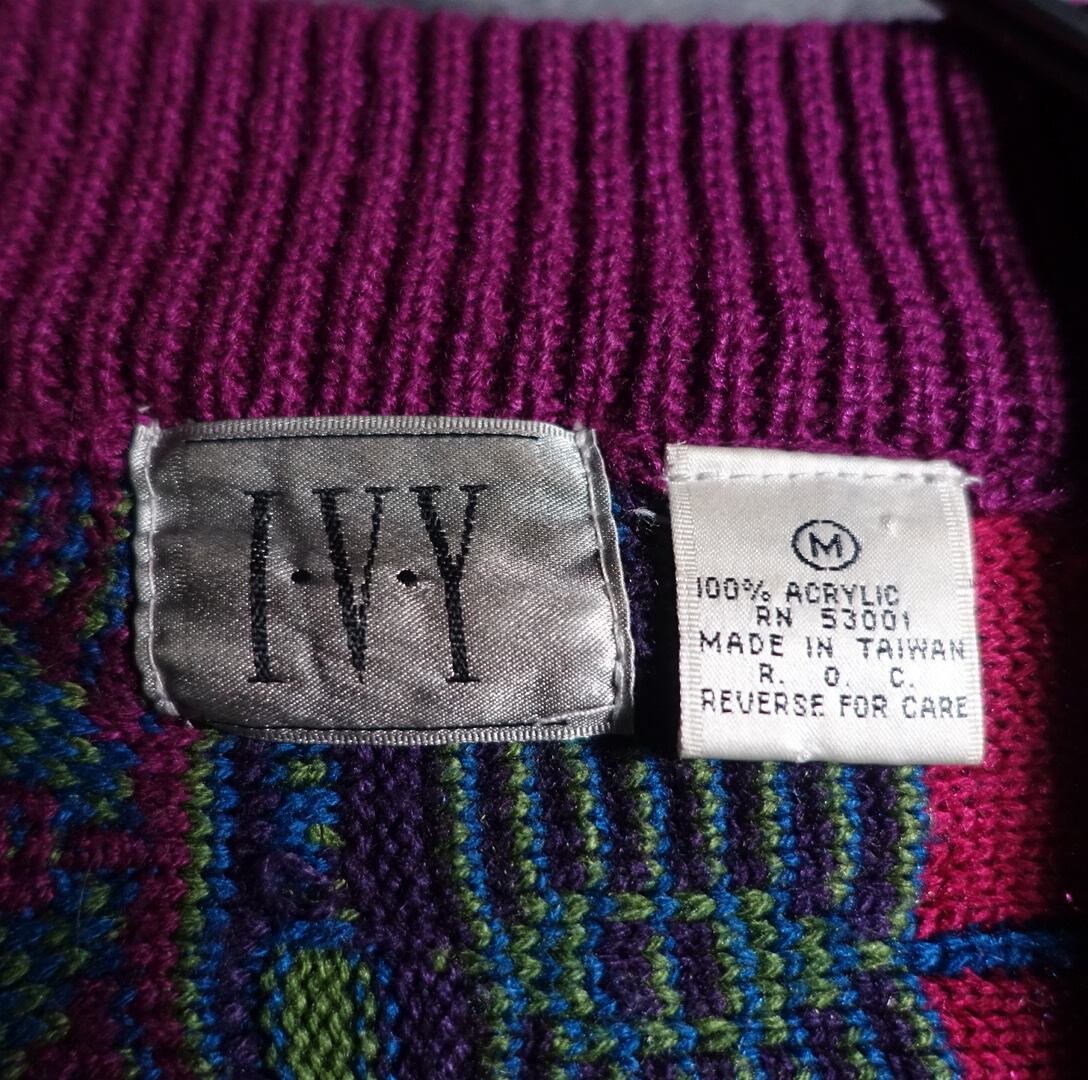 I·V·Y
M
100% ACRYLIC
RN 53001
MADE IN TAIWAN
R. O. C.
REVERSE FOR CARE